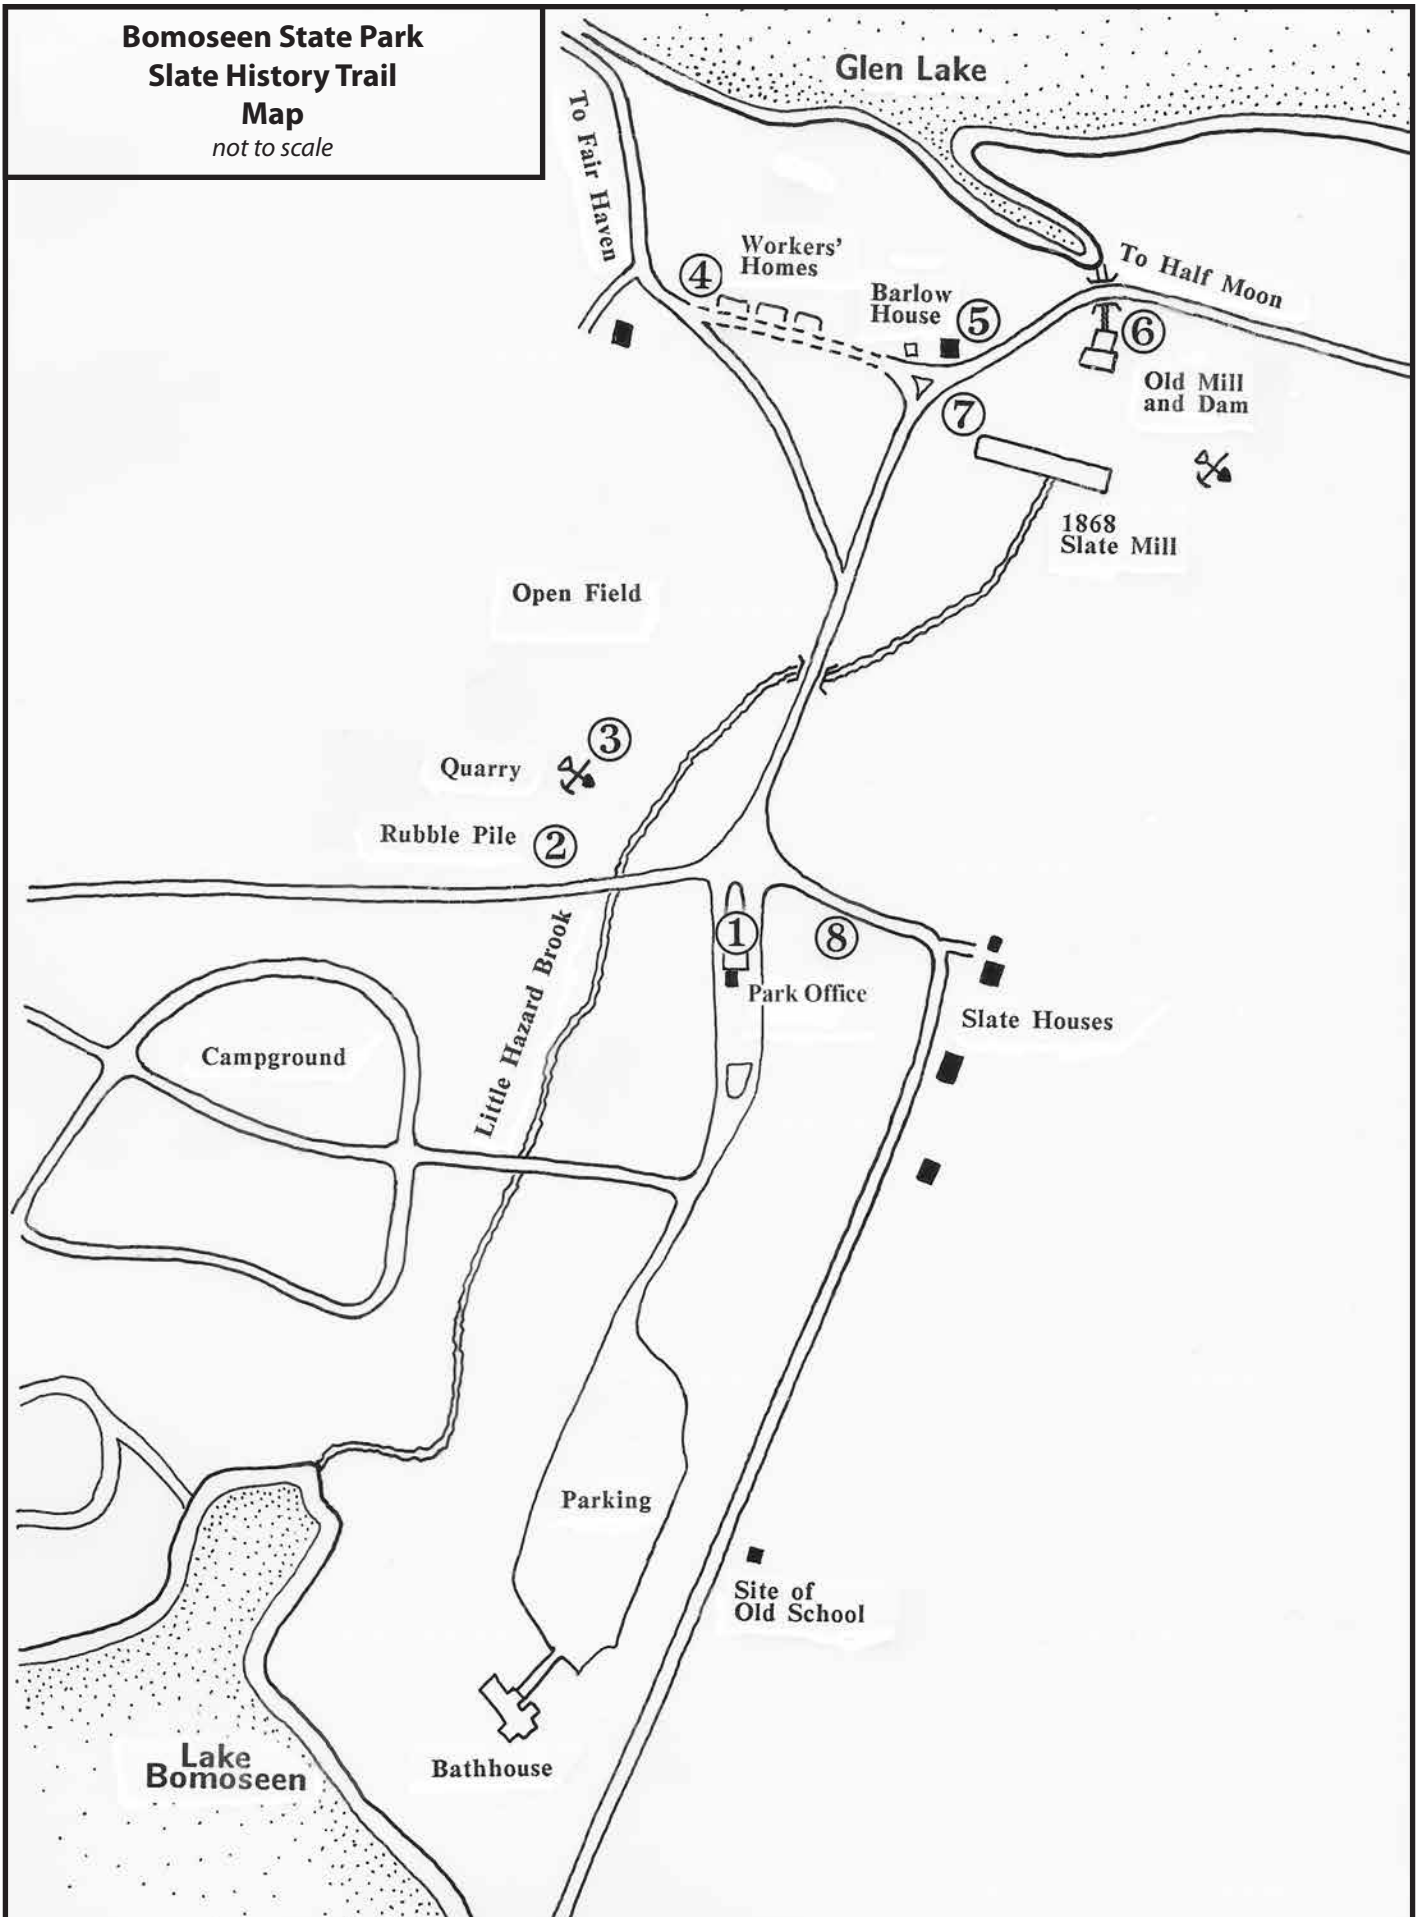 Bomoseen State Park
Slate History Trail
Map
not to scale
Glen Lake
To Fair Haven
4
Workers'
Homes
Barlow
House
5
To Half Moon
6
Old Mill
and Dam
7
1868
Slate Mill
Open Field
3
Quarry
Rubble Pile
2
1
8
Park Office
Little Hazard Brook
Slate Houses
Campground
Parking
Site of
Old School
Lake
Bomoseen
Bathhouse